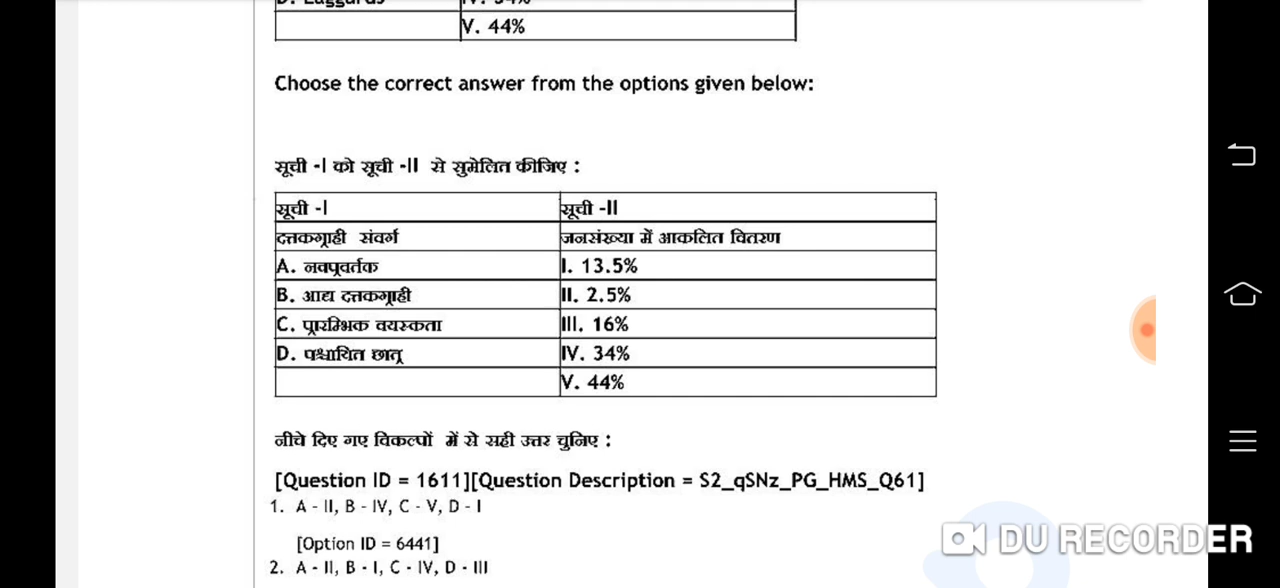 V. 44%
Choose the correct answer from the options given below:
सूची -I को सूची -II से सुमेलित कीजिए :
सूची -I सूची -II
दत्तकग्राही संवर्ग जनसंख्या में आकलित वितरण
A. नवप्रवर्तक I. 13.5%
B. आद्य दत्तकग्राही II. 2.5%
C. प्रारम्भिक वयस्कता III. 16%
D. पश्चायित छात्र IV. 34%
V. 44%
नीचे दिए गए विकल्पों में से सही उत्तर चुनिए :
[Question ID = 1611][Question Description = S2_qSNz_PG_HMS_Q61]
1. A - II, B - IV, C - V, D - I
[Option ID = 6441]
2. A - II, B - I, C - IV, D - III
DU RECORDER